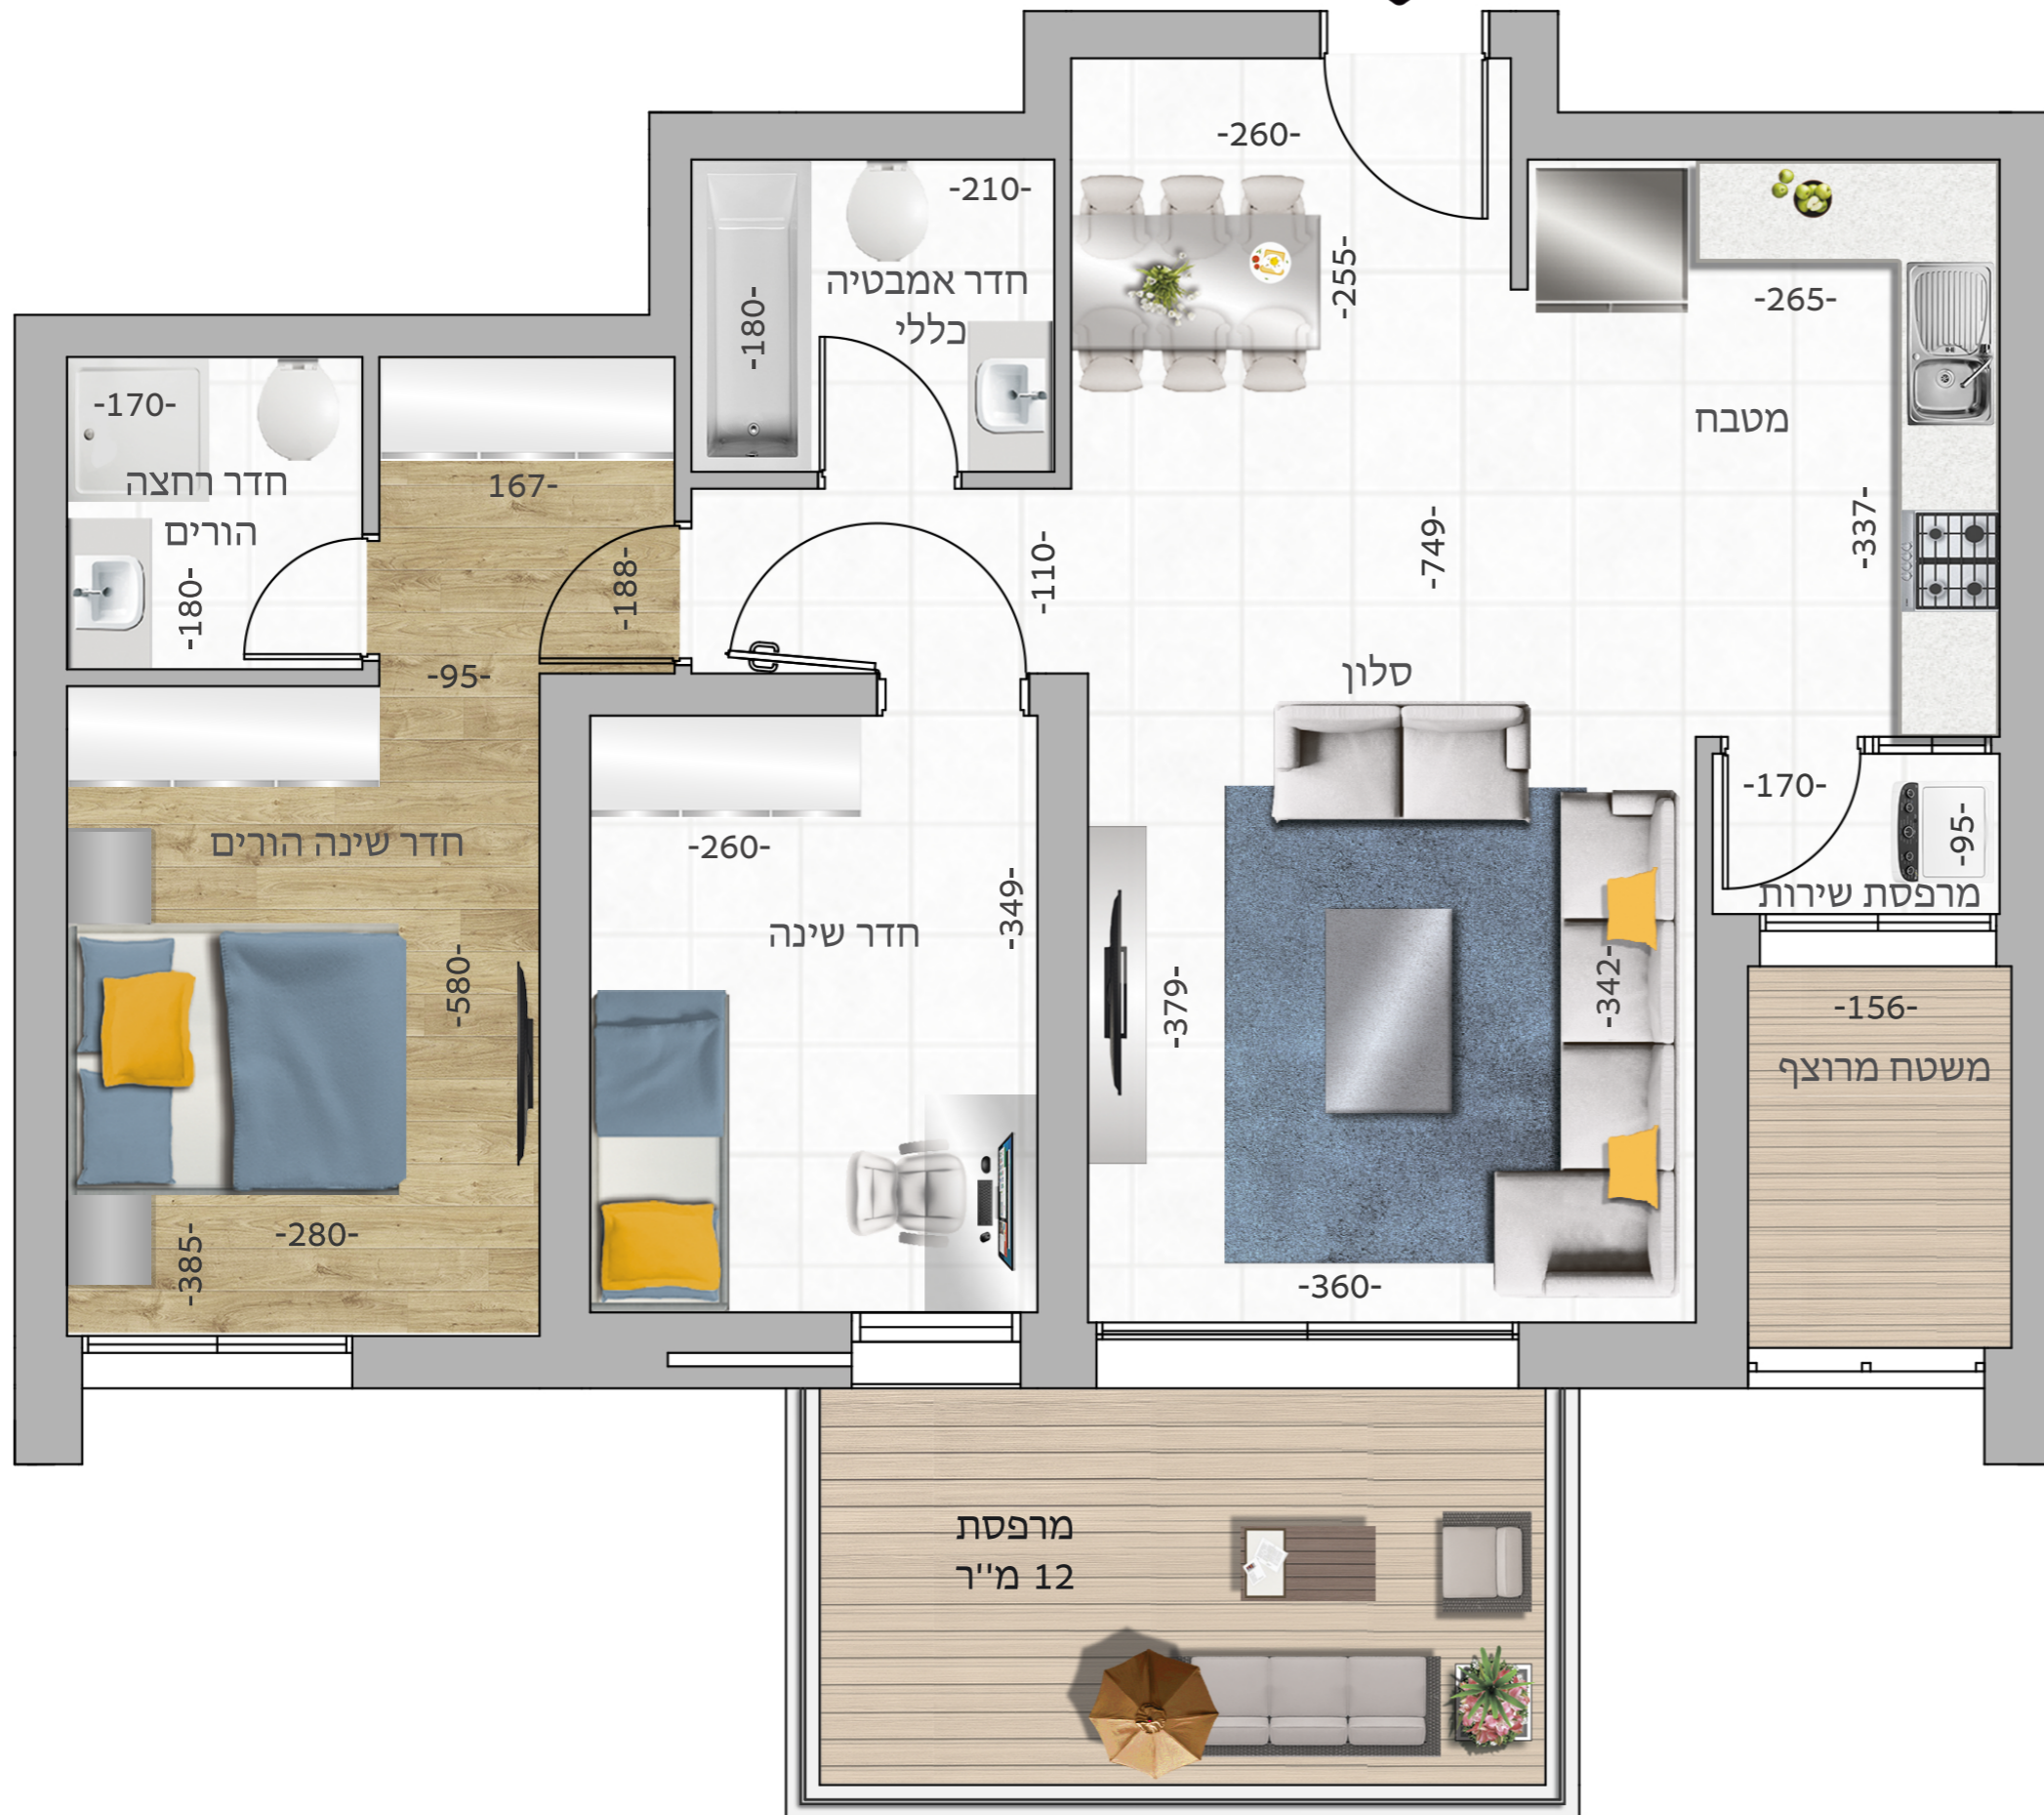 -260-
-210-
-255-
חדר אמבטיה
כללי
-180-
-265-
מטבח
-170-
חדר רחצה
הורים
-180-
167-
-188-
-110-
-749-
-337-
-95-
סלון
-170-
-95-
מרפסת שירות
חדר שינה הורים
-260-
-349-
חדר שינה
-580-
-379-
-342-
-156-
משטח מרוצף
-385-
-280-
-360-
מרפסת
12 מ''ר